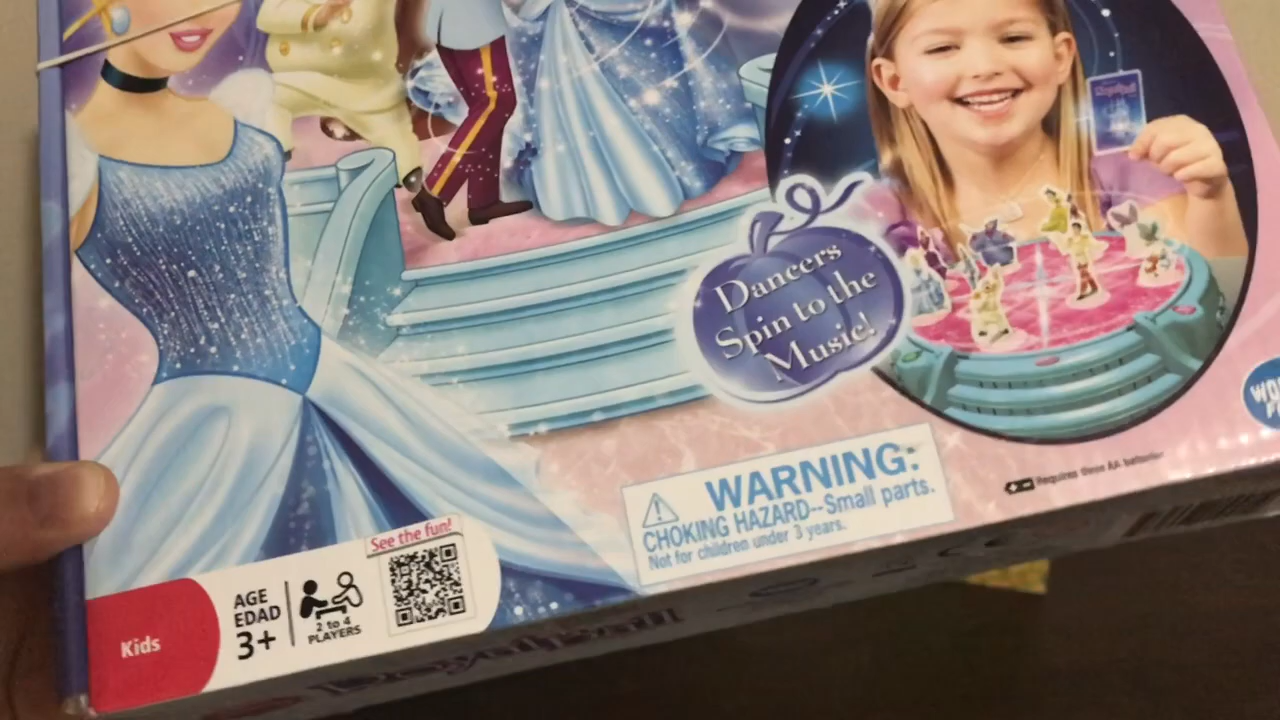 Dancers
Spin to the
Music!
WARNING:
CHOKING HAZARD--Small parts.
Not for children under 3 years.
Requires three AA batteries
See the fun!
AGE
EDAD
3+
2 to 4
PLAYERS
Kids